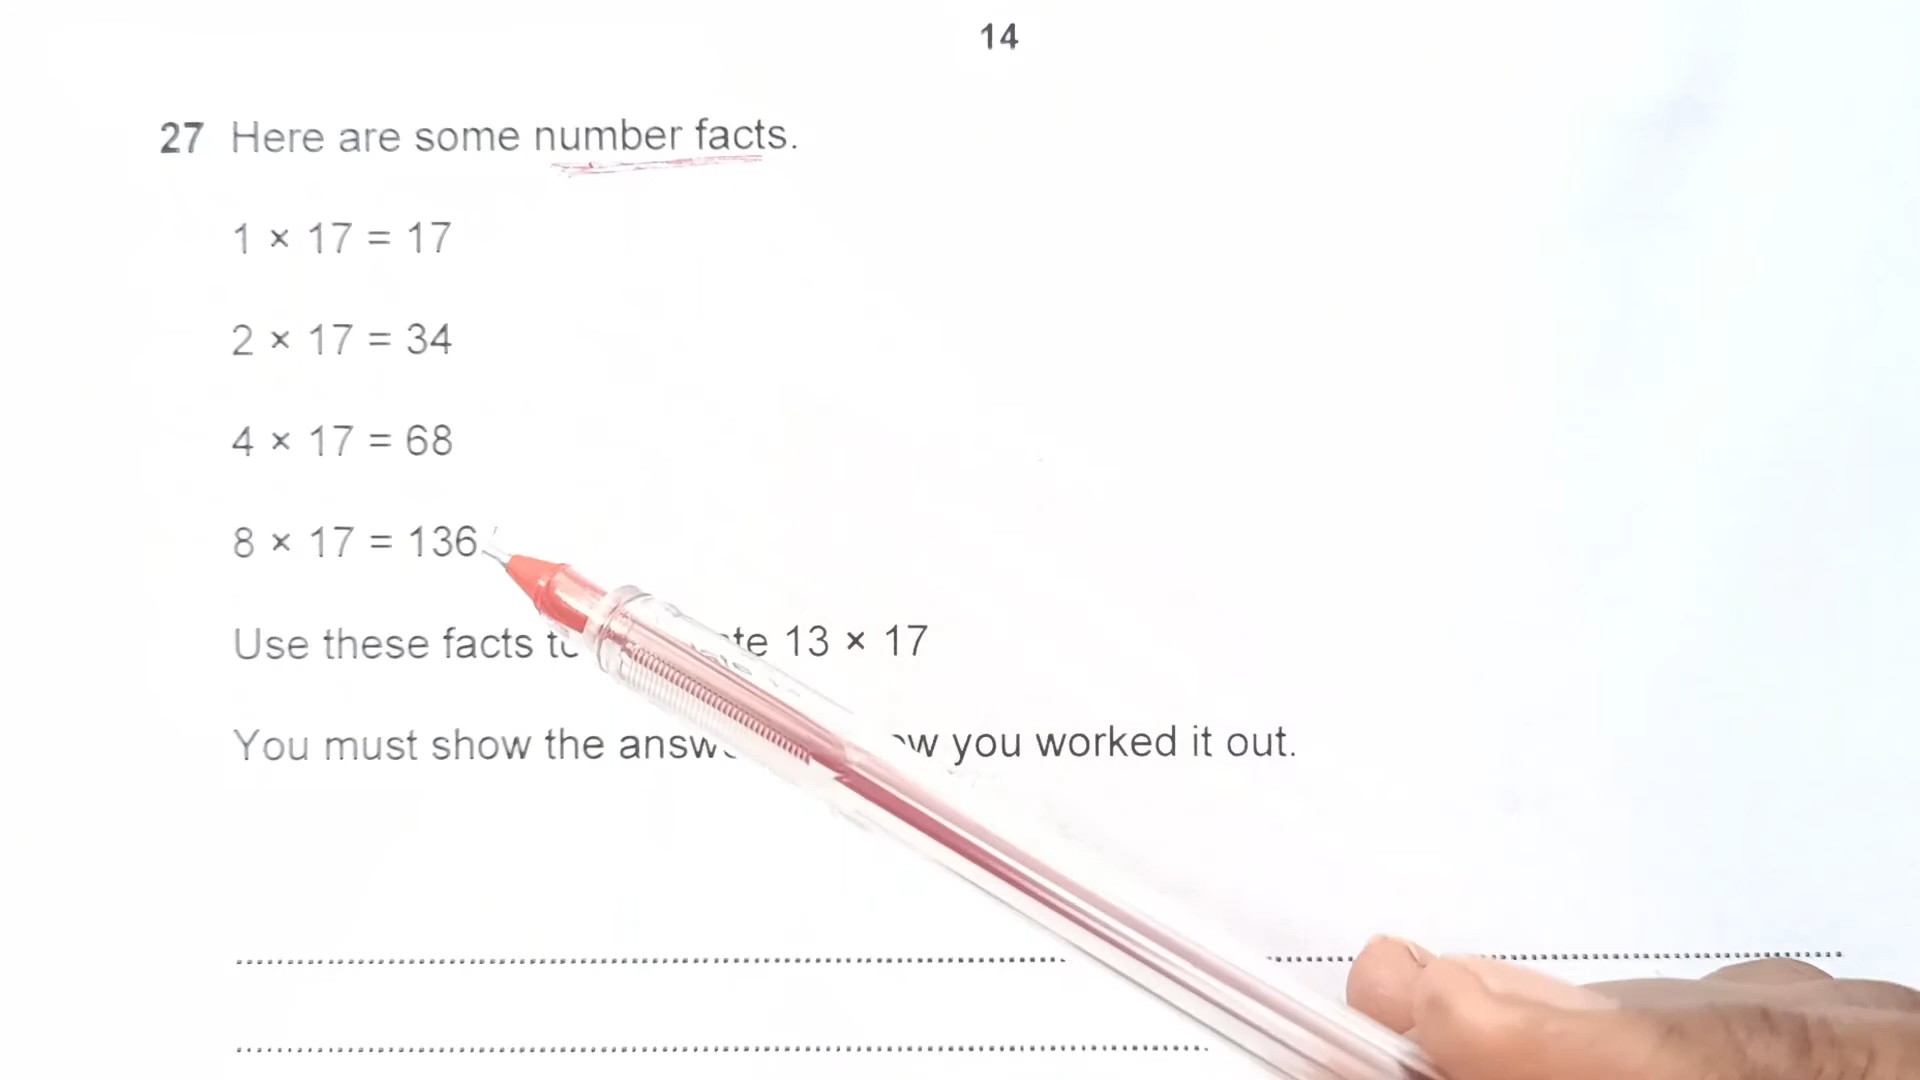 14
27 Here are some number facts.
1 × 17 = 17
2 × 17 = 34
4 × 17 = 68
8 × 17 = 136
Use these facts 13 × 17
You must show the you worked it out.